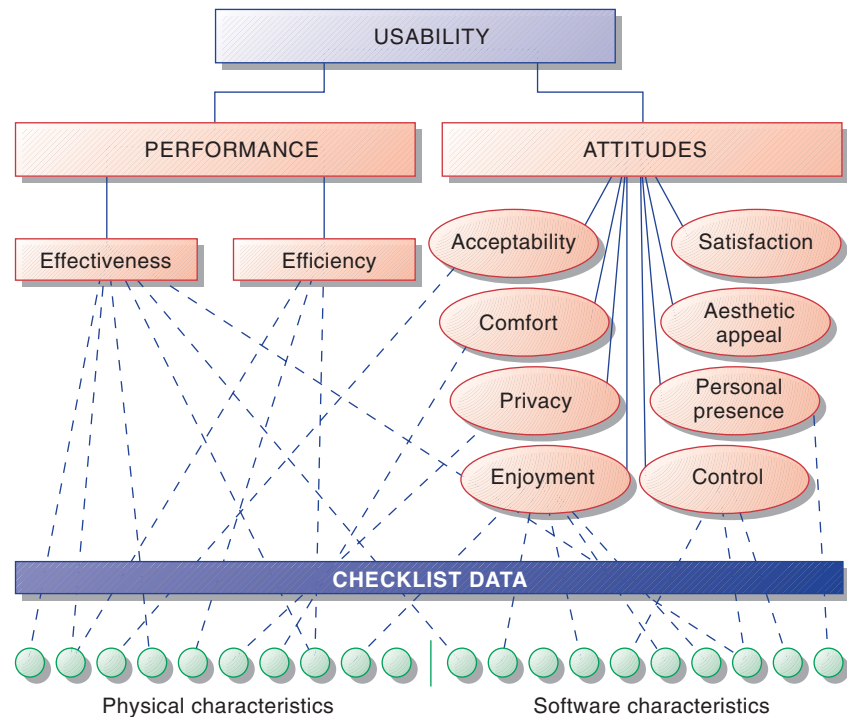 USABILITY
PERFORMANCE
ATTITUDES
Effectiveness
Efficiency
Acceptability
Satisfaction
Comfort
Aesthetic
appeal
Privacy
Personal
presence
Enjoyment
Control
CHECKLIST DATA
Physical characteristics
Software characteristics